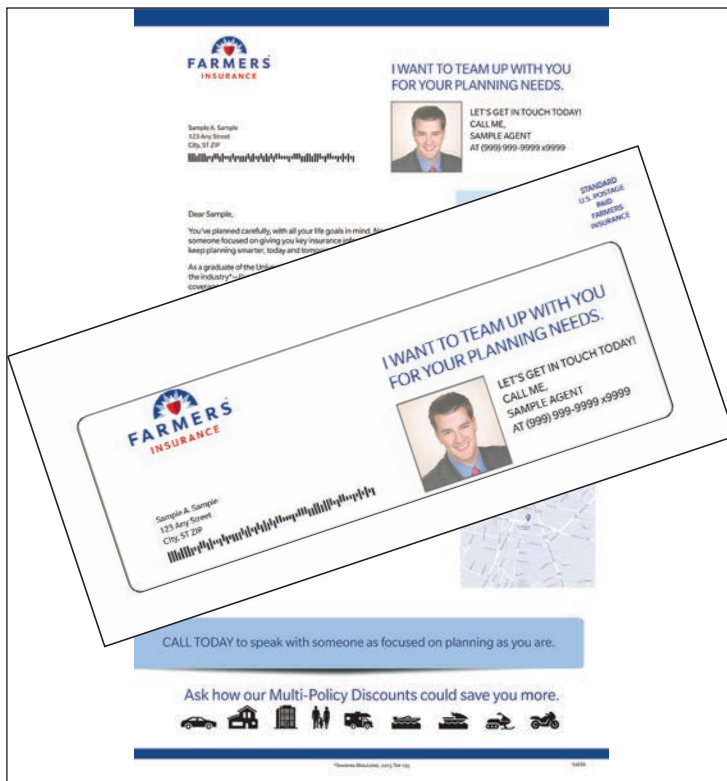 FARMERS
INSURANCE
I WANT TO TEAM UP WITH YOU
FOR YOUR PLANNING NEEDS.
LET'S GET IN TOUCH TODAY!
CALL ME,
SAMPLE AGENT
AT (999) 999-9999 x9999
Sample A. Sample
123 Any Street
City, ST ZIP
Dear Sample,
You've planned carefully, with all your life goals in mind.
someone focused on giving you key insurance
keep planning smarter, today and
As a graduate of the
the industry*
STANDARD
U.S. POSTAGE
PAID
FARMERS
INSURANCE
I WANT TO TEAM UP WITH YOU
FOR YOUR PLANNING NEEDS.
LET'S GET IN TOUCH TODAY!
CALL ME,
SAMPLE AGENT
AT (999) 999-9999 x9999
FARMERS
INSURANCE
Sample A. Sample
123 Any Street
City, ST ZIP
CALL TODAY to speak with someone as focused on planning as you are.
Ask how our Multi-Policy Discounts could save you more.